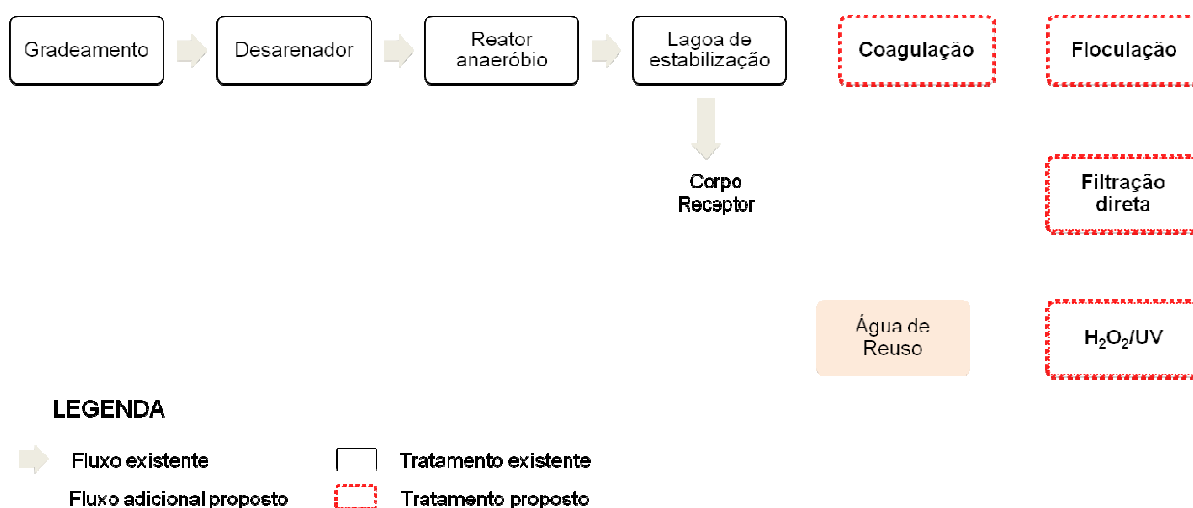 Gradeamento
Desarenador
Reator
anaeróbio
Lagoa de
estabilização
Coagulação
Floculação
Corpo
Receptor
Filtração
direta
Água de
Reuso
H₂O₂/UV
LEGENDA
Fluxo existente
Tratamento existente
Fluxo adicional proposto
Tratamento proposto